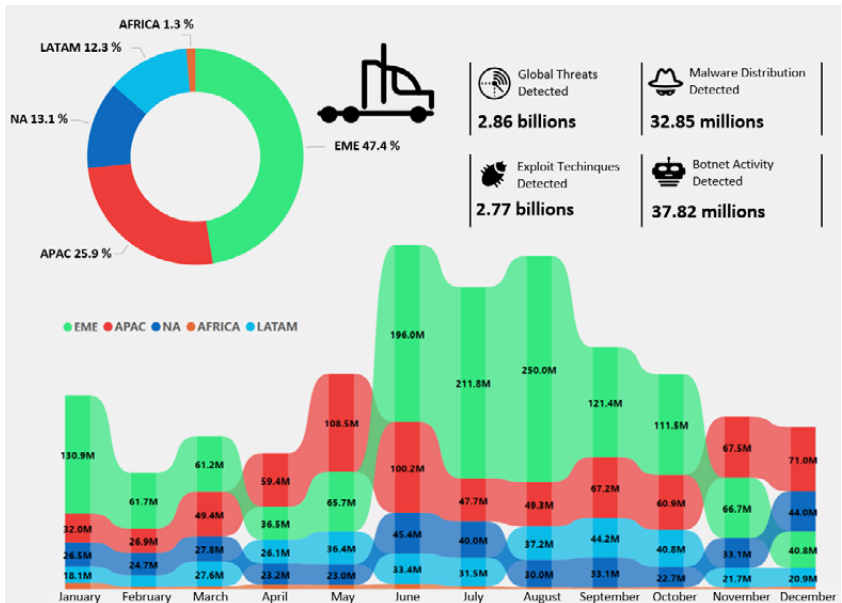 AFRICA 1.3 %
LATAM 12.3 %
NA 13.1 %
EME 47.4 %
APAC 25.9 %
Global Threats
Detected
2.86 billions
Malware Distribution
Detected
32.85 millions
Exploit Techinques
Detected
2.77 billions
Botnet Activity
Detected
37.82 millions
EME APAC NA AFRICA LATAM
130.9M
32.0M
26.5M
18.1M
61.7M
26.9M
24.7M
61.2M
49.4M
27.8M
27.6M
59.4M
36.5M
26.1M
23.2M
108.5M
65.7M
36.4M
23.0M
196.0M
100.2M
45.4M
33.4M
211.8M
47.7M
40.0M
31.5M
250.0M
49.3M
37.2M
30.0M
121.4M
67.2M
44.2M
33.1M
111.5M
60.9M
40.8M
22.7M
67.5M
66.7M
33.1M
21.7M
71.0M
44.0M
40.8M
20.9M
January February March April May June July August September October November December